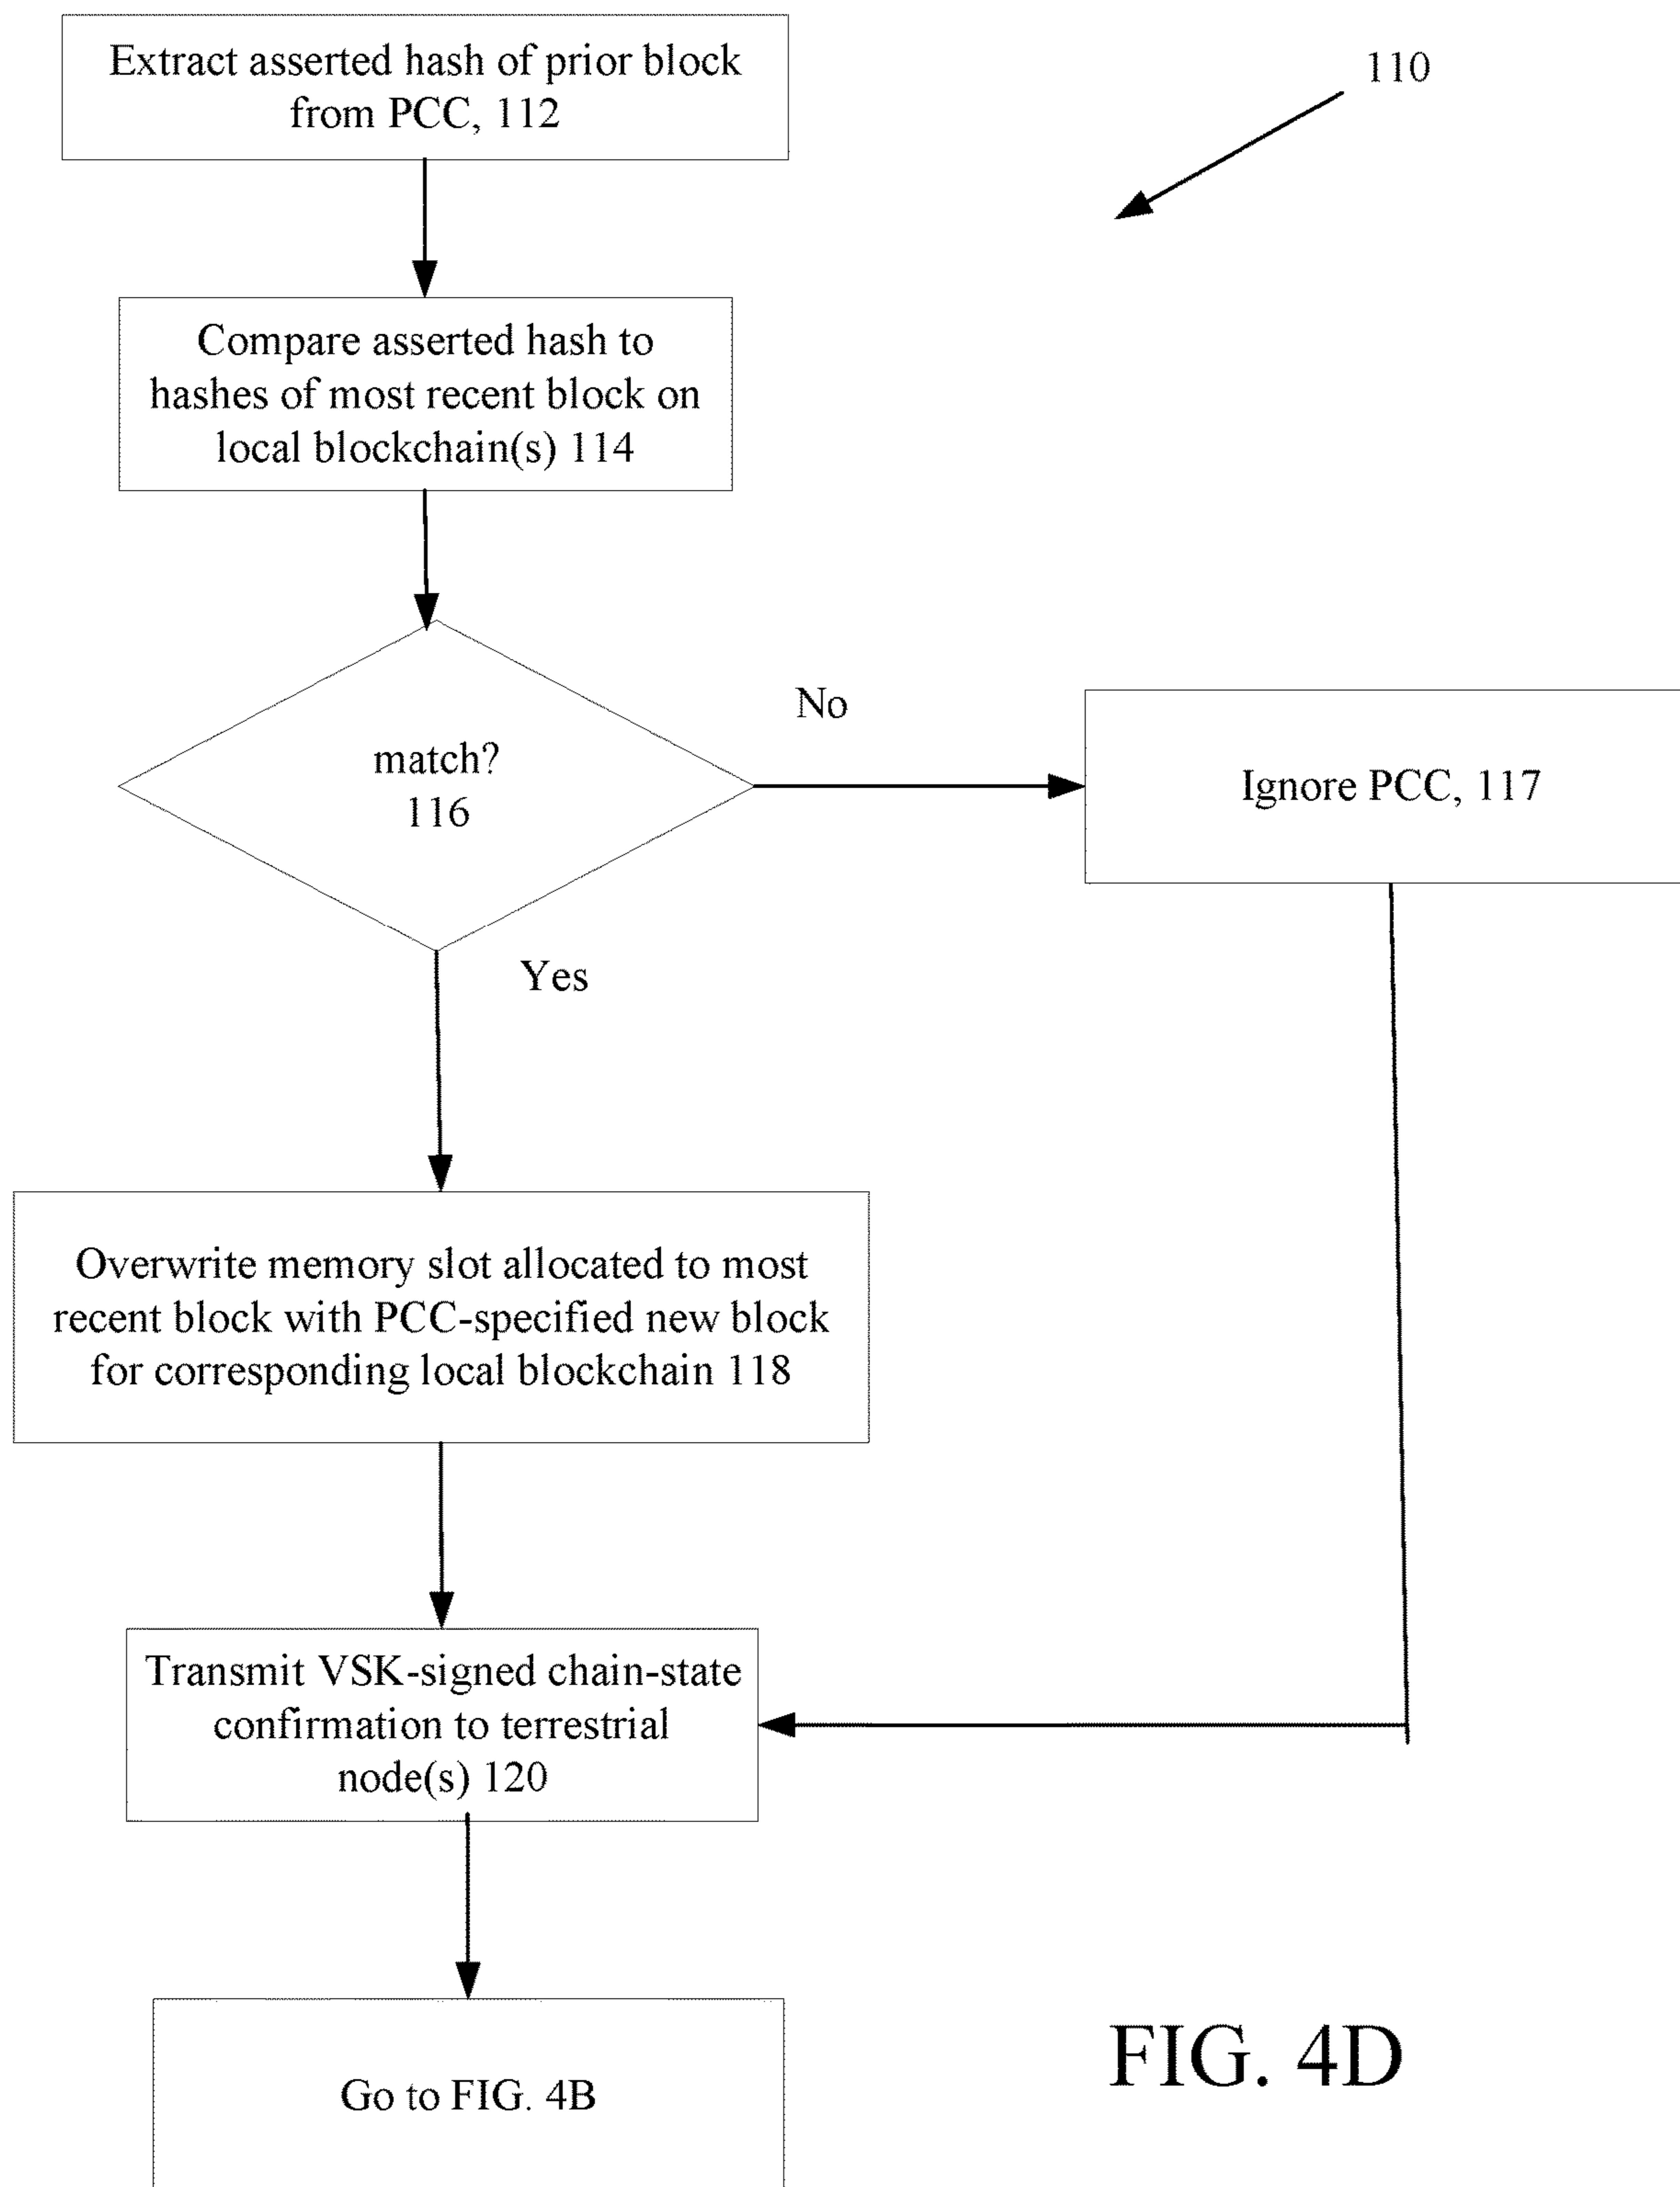 Extract asserted hash of prior block
from PCC, 112
110
Compare asserted hash to
hashes of most recent block on
local blockchain(s) 114
match?
116
No
Ignore PCC, 117
Yes
Overwrite memory slot allocated to most
recent block with PCC-specified new block
for corresponding local blockchain 118
Transmit VSK-signed chain-state
confirmation to terrestrial
node(s) 120
Go to FIG. 4B
FIG. 4D